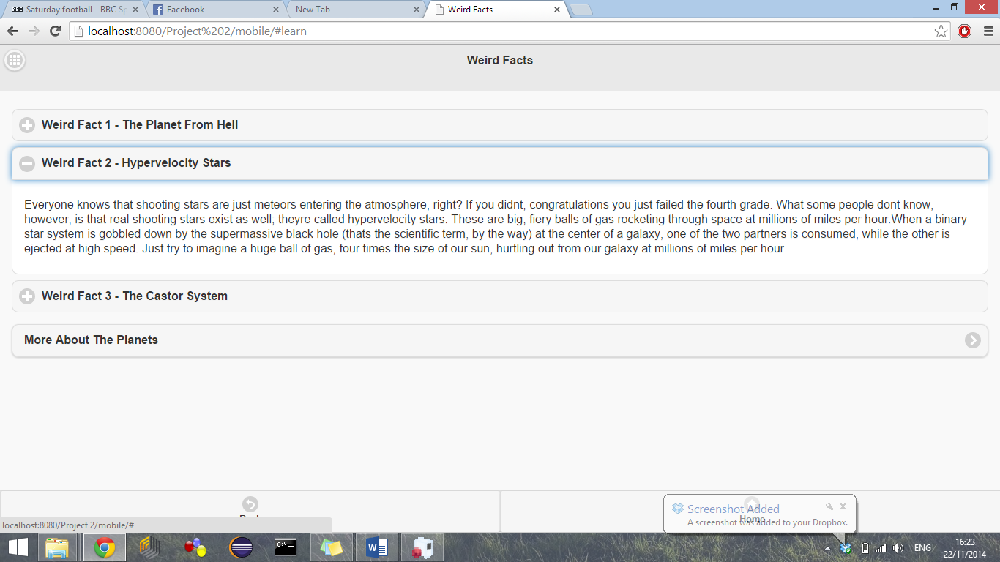 BBC Saturday football - BBC Sp
Facebook
New Tab
Weird Facts
localhost:8080/Project%202/mobile/#learn
Weird Facts
Weird Fact 1 - The Planet From Hell
Weird Fact 2 - Hypervelocity Stars
Everyone knows that shooting stars are just meteors entering the atmosphere, right? If you didnt, congratulations you just failed the fourth grade. What some people dont know,
however, is that real shooting stars exist as well; theyre called hypervelocity stars. These are big, fiery balls of gas rocketing through space at millions of miles per hour.When a binary
star system is gobbled down by the supermassive black hole (thats the scientific term, by the way) at the center of a galaxy, one of the two partners is consumed, while the other is
ejected at high speed. Just try to imagine a huge ball of gas, four times the size of our sun, hurtling out from our galaxy at millions of miles per hour
Weird Fact 3 - The Castor System
More About The Planets
Screenshot Added
Home
A screenshot was added to your Dropbox.
localhost:8080/Project 2/mobile/#
ENG
16:23
22/11/2014